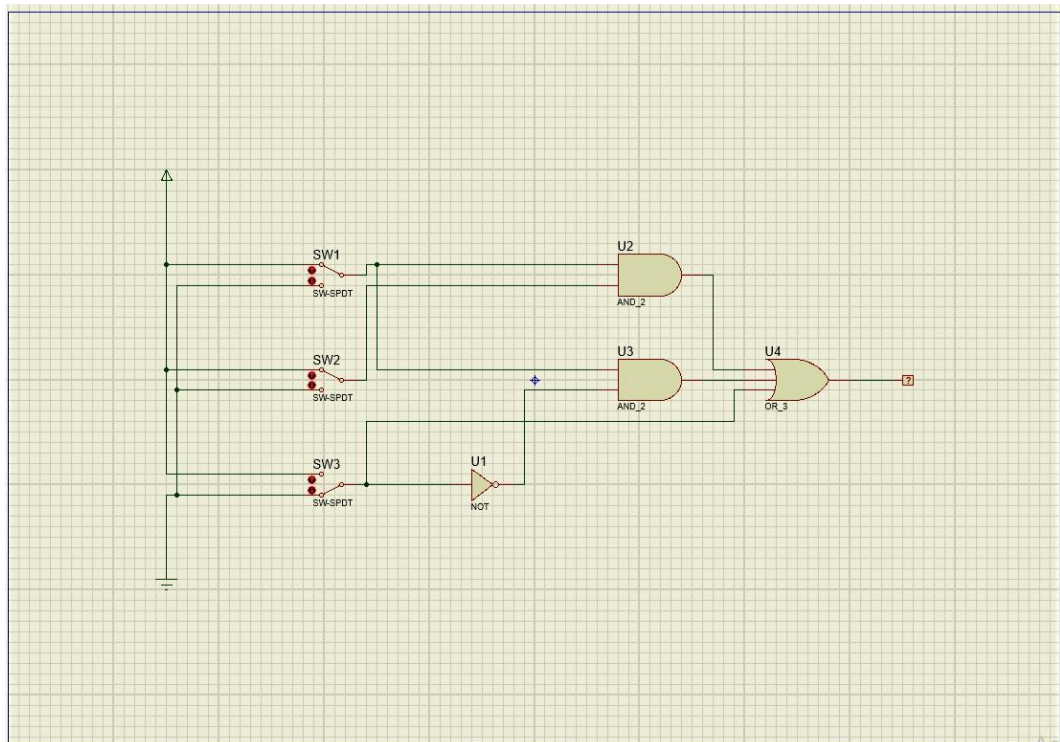 SW1
SW-SPDT
SW2
SW-SPDT
SW3
SW-SPDT
U1
NOT
U2
AND_2
U3
AND_2
U4
OR_3
?